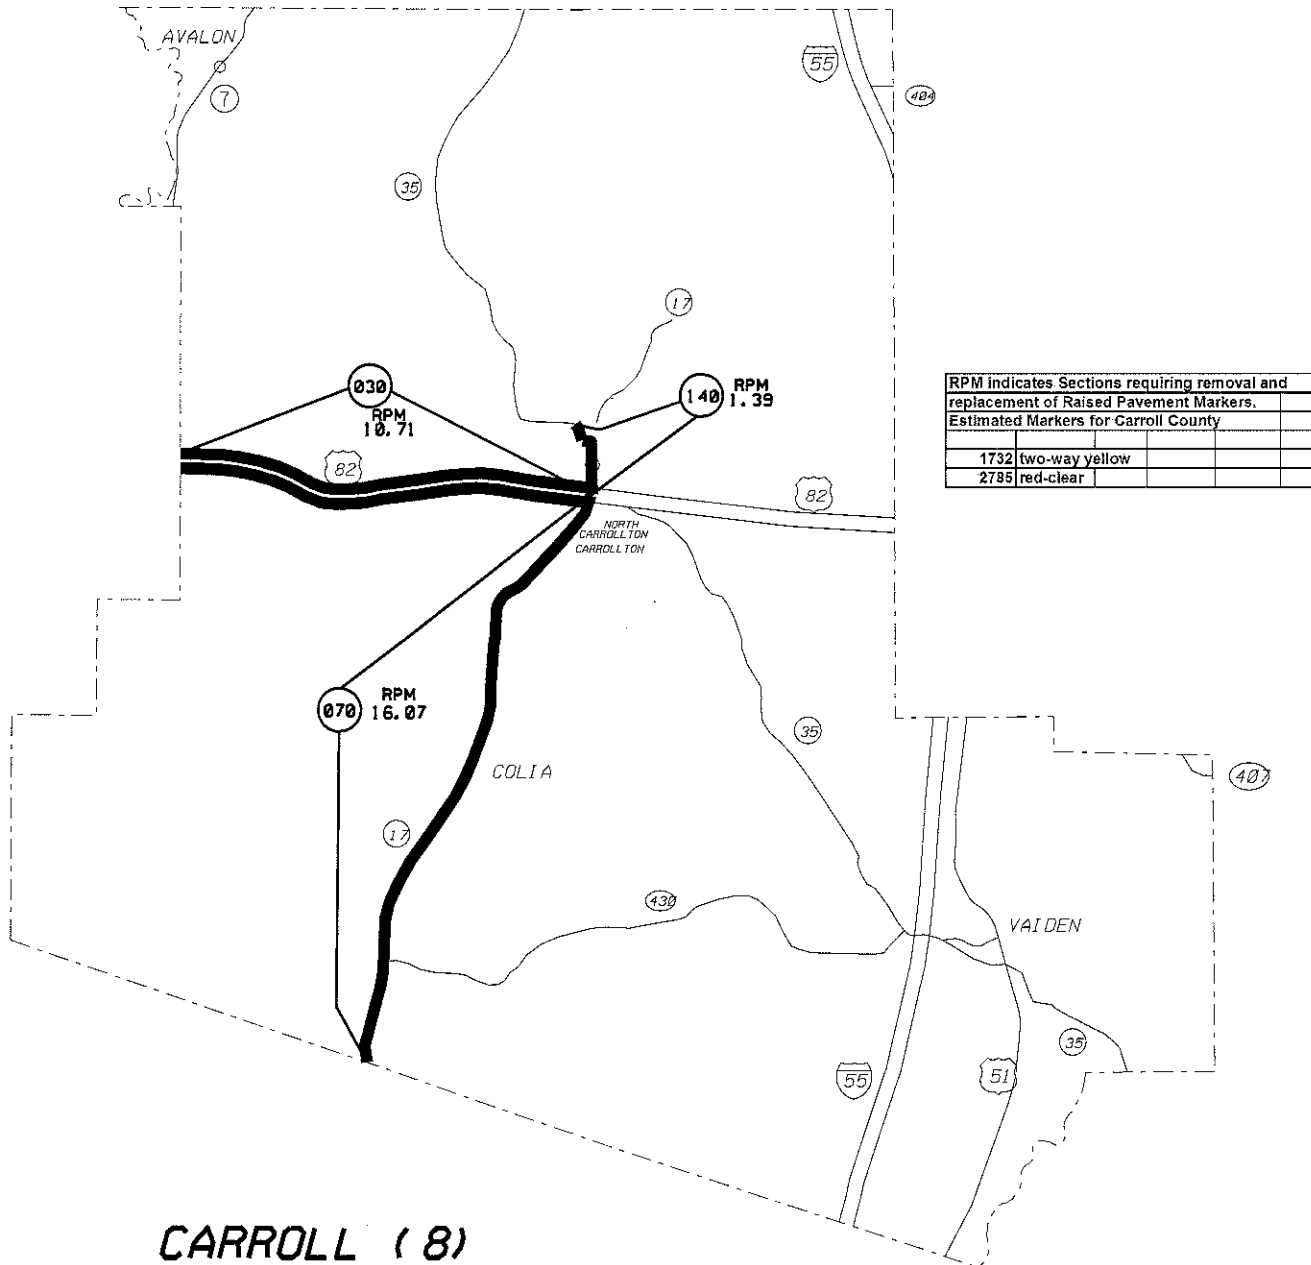 AVALON
7
55
404
35
17
030
RPM
10.71
140
RPM
1.39
RPM indicates Sections requiring removal and
replacement of Raised Pavement Markers.
Estimated Markers for Carroll County
1732 two-way yellow
2785 red-clear
82
82
NORTH
CARROLLTON
CARROLLTON
070
RPM
16.07
35
COLIA
407
17
430
VAIDEN
35
55
51
CARROLL (8)